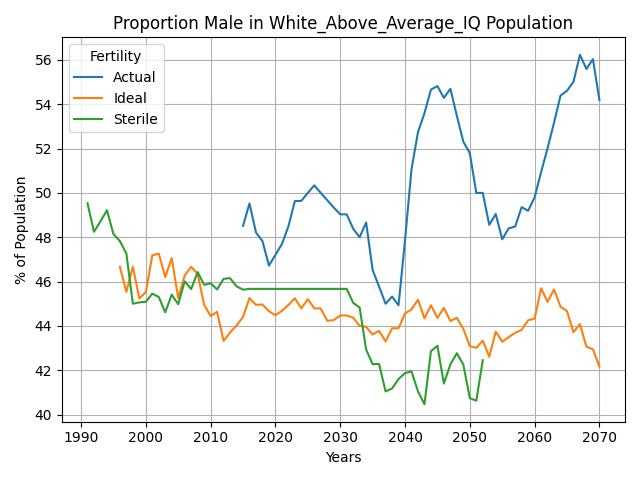 Proportion Male in White_Above_Average_IQ Population
Fertility
Actual
Ideal
Sterile
% of Population
56
54
52
50
48
46
44
42
40
1990 2000 2010 2020 2030 2040 2050 2060 2070
Years